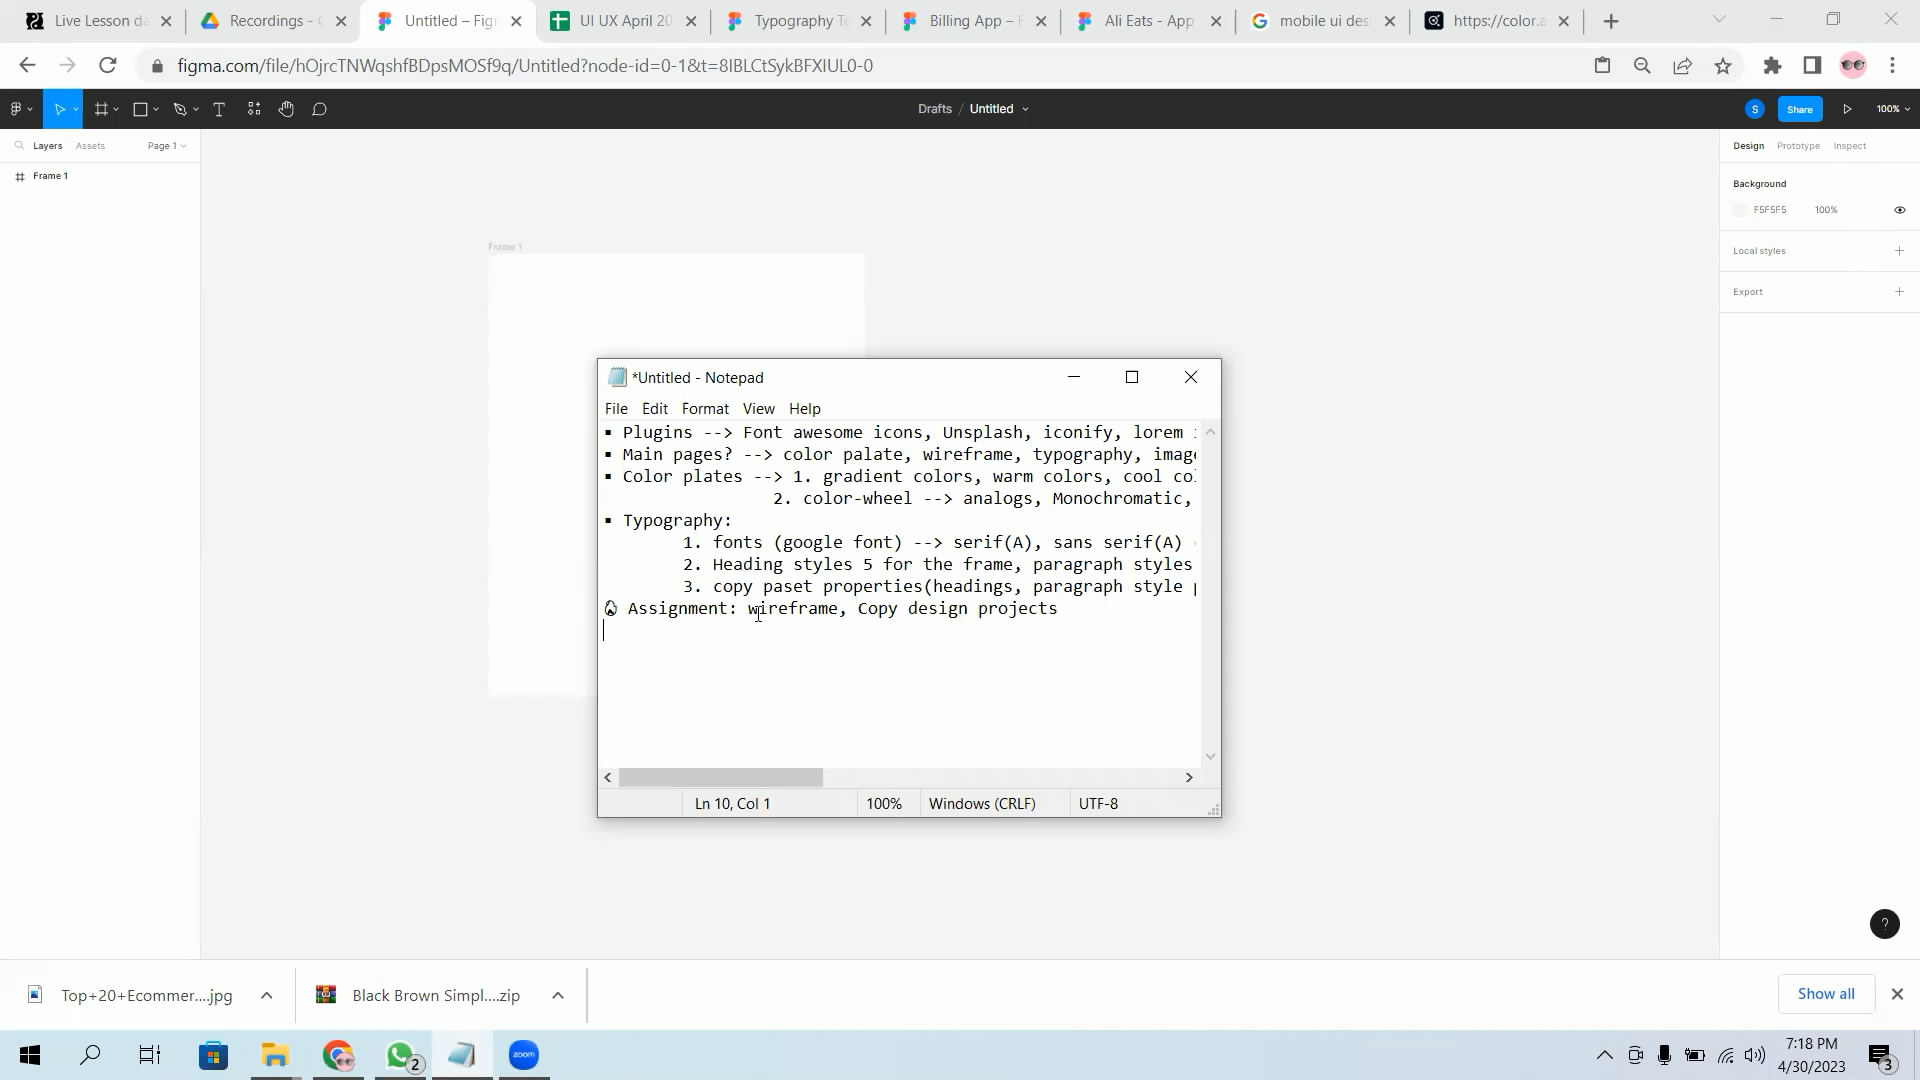 Live Lesson da
Recordings -
Untitled – Figr
UI UX April 20
Typography Te
Billing App – F
Ali Eats - App
mobile ui des
https://color.a
figma.com/file/hOjrcTNWqshfBDpsMOSf9q/Untitled?node-id=0-1&t=8IBLCtSykBFXIUL0-0
Drafts / Untitled
S
Share
100%
Layers Assets Page 1
Design Prototype Inspect
Frame 1
Background
F5F5F5 100%
Local styles
Export
Frame 1
*Untitled - Notepad
File Edit Format View Help
▪ Plugins --> Font awesome icons, Unsplash, iconify, lorem
▪ Main pages? --> color palate, wireframe, typography, image
▪ Color plates --> 1. gradient colors, warm colors, cool co
2. color-wheel --> analogs, Monochromatic,
▪ Typography:
1. fonts (google font) --> serif(A), sans serif(A)
2. Heading styles 5 for the frame, paragraph styles
3. copy paset properties(headings, paragraph style p
Assignment: wireframe, Copy design projects
Ln 10, Col 1 100% Windows (CRLF) UTF-8
?
Top+20+Ecommer....jpg
Black Brown Simpl....zip
Show all
2
zoom
7:18 PM
4/30/2023
3